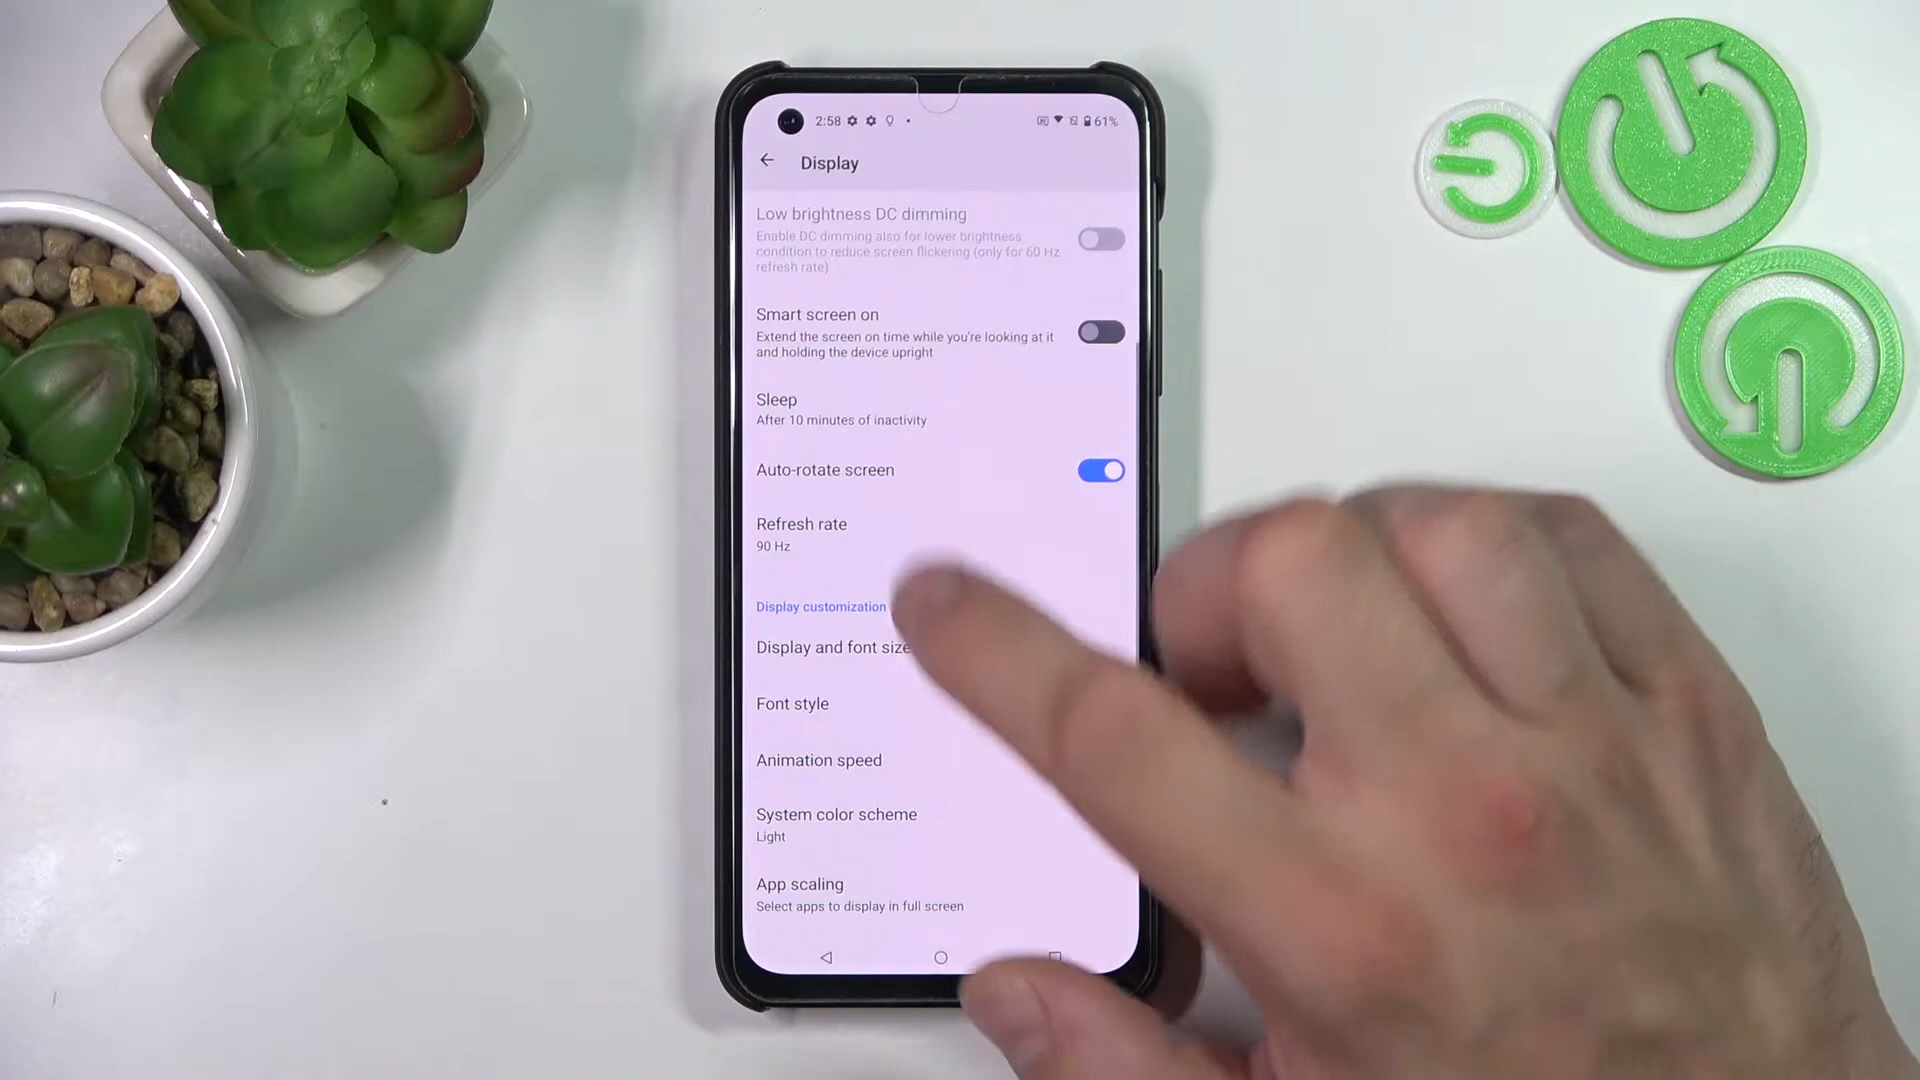 2:58 61%
Display
Low brightness DC dimming
Enable DC dimming also for lower brightness
condition to reduce screen flickering (only for 60 Hz
refresh rate)
Smart screen on
Extend the screen on time while you're looking at it
and holding the device upright
Sleep
After 10 minutes of inactivity
Auto-rotate screen
Refresh rate
90 Hz
Display customization
Display and font size
Font style
Animation speed
System color scheme
Light
App scaling
Select apps to display in full screen